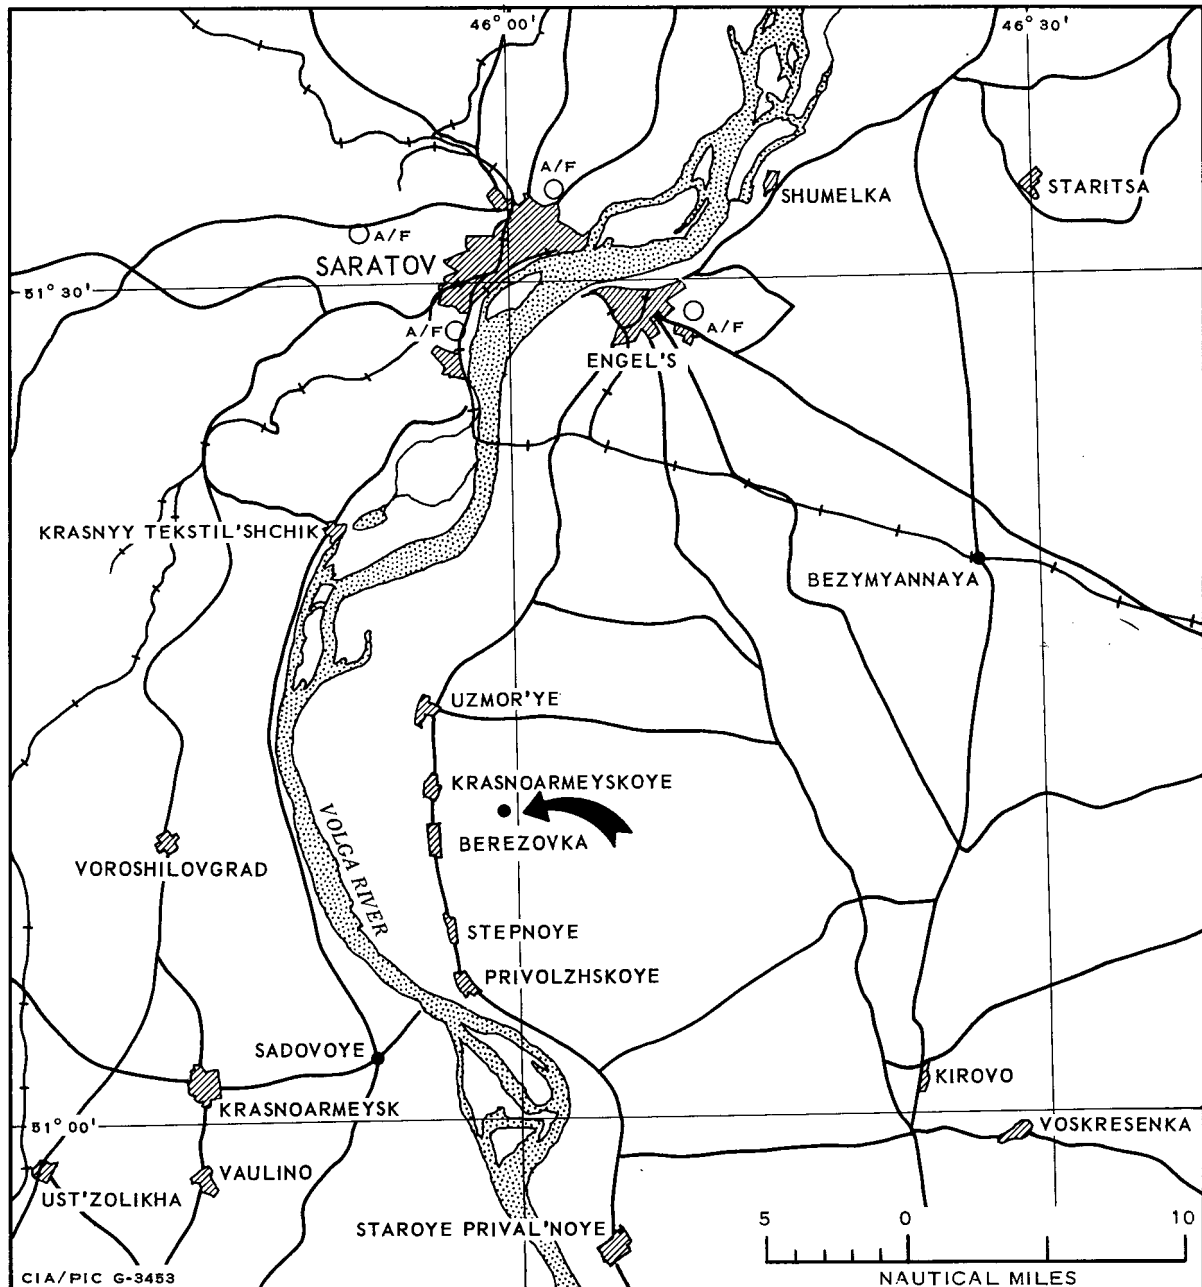 46° 00'
46° 30'
A/F
SHUMELKA
STARITSA
A/F
SARATOV
51° 30'
A/F
A/F
ENGEL'S
KRASNYY TEKSTIL'SHCHIK
BEZYMYANNAYA
UZMOR'YE
KRASNOARMEYSKOYE
VOLGA RIVER
BEREZOVKA
VOROSHILOVGRAD
STEPNOYE
PRIVOLZHSKOYE
SADOVOYE
KIROVO
KRASNOARMEYSK
51° 00'
VOSKRESENKA
VAULINO
UST'ZOLIKHA
STAROYE PRIVAL'NOYE
5 0 10
NAUTICAL MILES
CIA/PIC G-3453